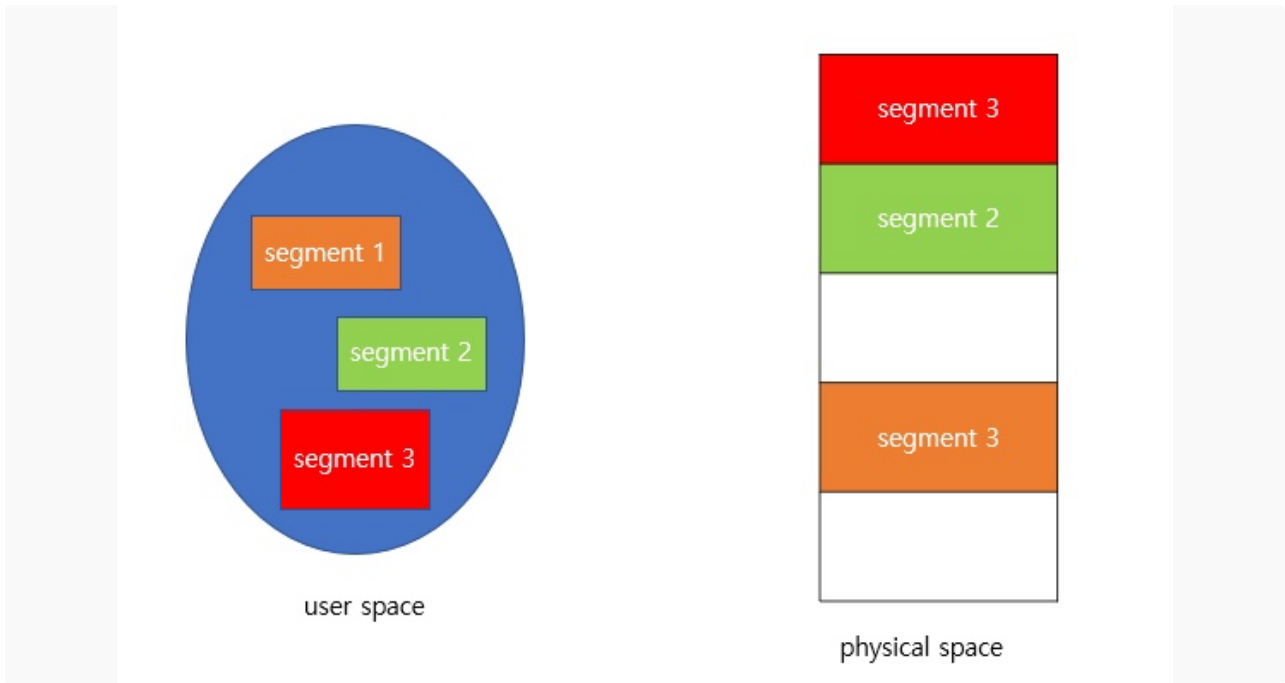 segment 1
segment 2
segment 3
user space
segment 3
segment 2
segment 3
physical space